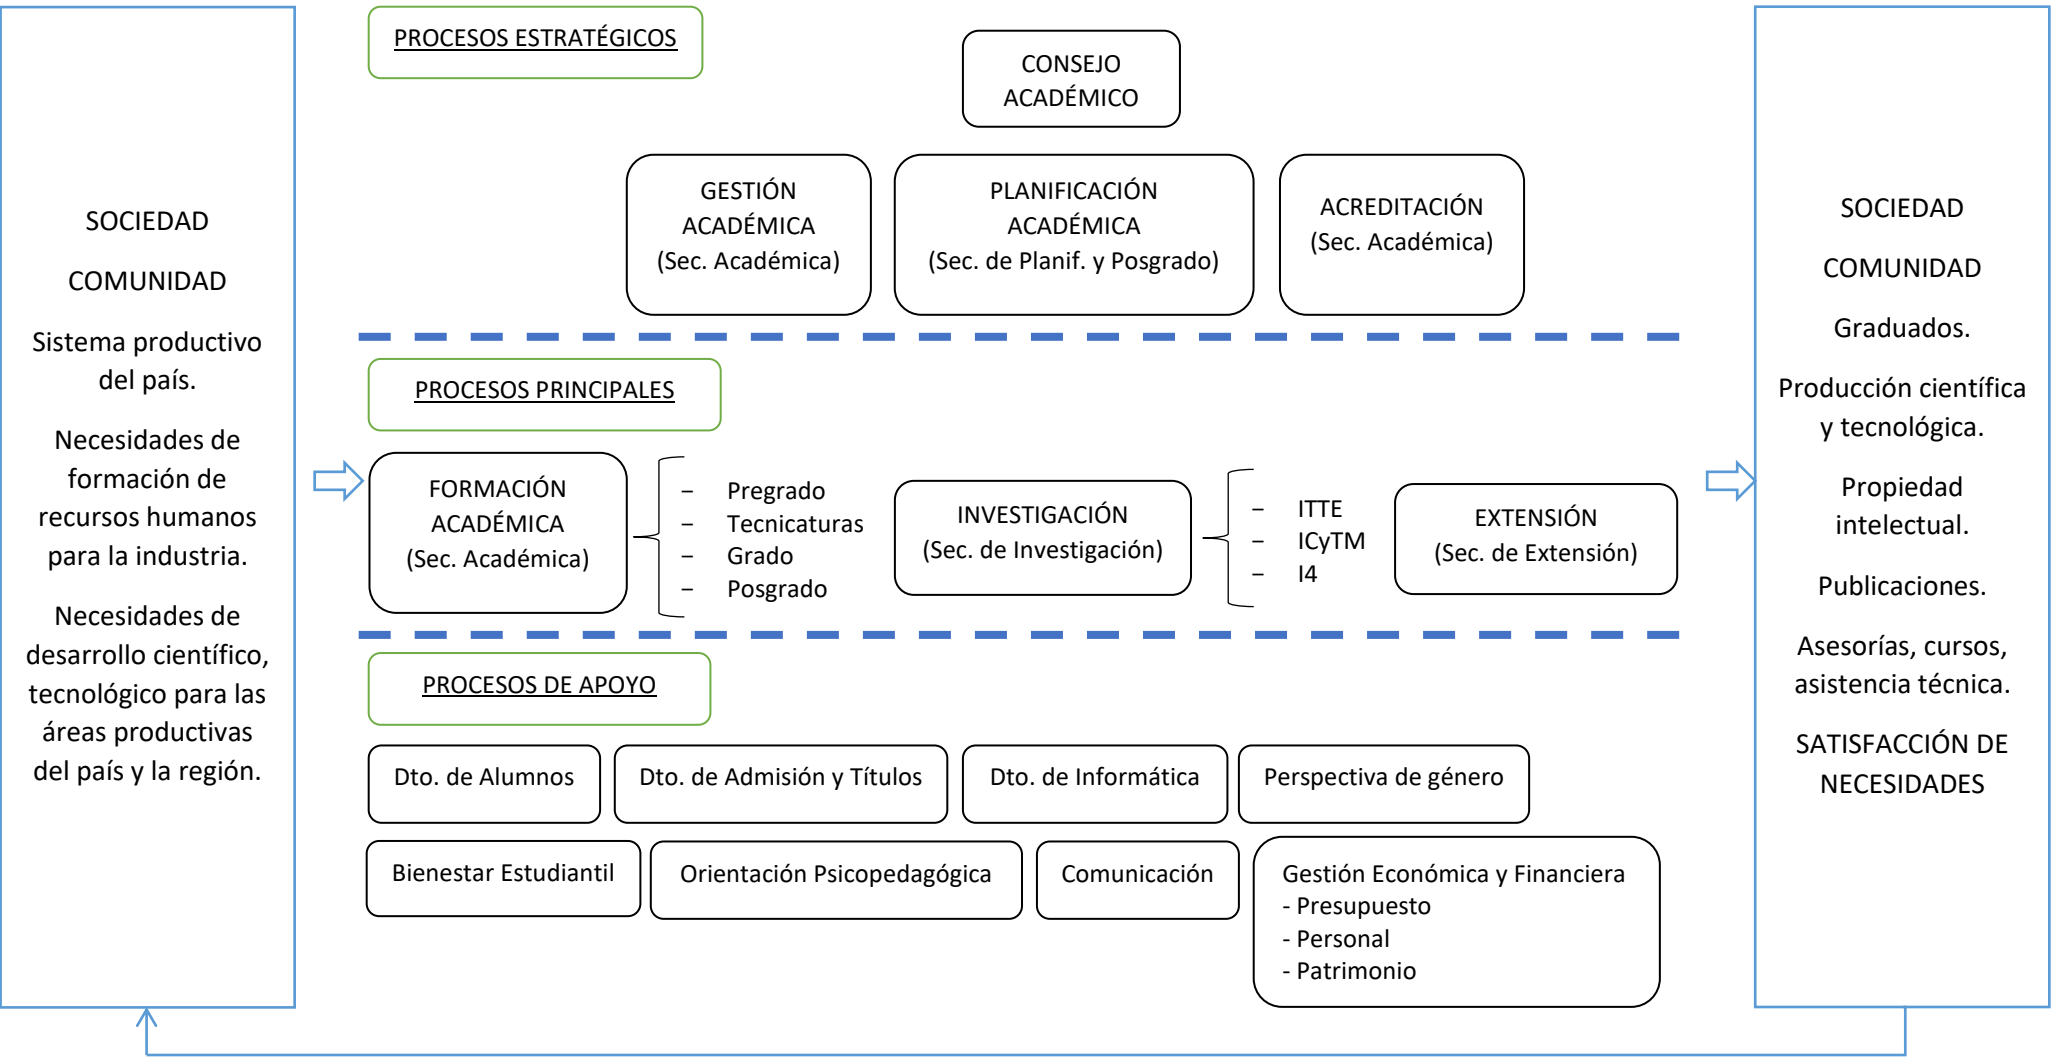 SOCIEDAD
COMUNIDAD
Sistema productivo
del país.
Necesidades de
formación de
recursos humanos
para la industria.
Necesidades de
desarrollo científico,
tecnológico para las
áreas productivas
del país y la región.
PROCESOS ESTRATÉGICOS
CONSEJO
ACADÉMICO
GESTIÓN
ACADÉMICA
(Sec. Académica)
PLANIFICACIÓN
ACADÉMICA
(Sec. de Planif. y Posgrado)
ACREDITACIÓN
(Sec. Académica)
PROCESOS PRINCIPALES
FORMACIÓN
ACADÉMICA
(Sec. Académica)
– Pregrado
– Tecnicaturas
– Grado
– Posgrado
INVESTIGACIÓN
(Sec. de Investigación)
– ITTE
– ICyTM
– I4
EXTENSIÓN
(Sec. de Extensión)
PROCESOS DE APOYO
Dto. de Alumnos
Dto. de Admisión y Títulos
Dto. de Informática
Perspectiva de género
Bienestar Estudiantil
Orientación Psicopedagógica
Comunicación
Gestión Económica y Financiera
- Presupuesto
- Personal
- Patrimonio
SOCIEDAD
COMUNIDAD
Graduados.
Producción científica
y tecnológica.
Propiedad
intelectual.
Publicaciones.
Asesorías, cursos,
asistencia técnica.
SATISFACCIÓN DE
NECESIDADES